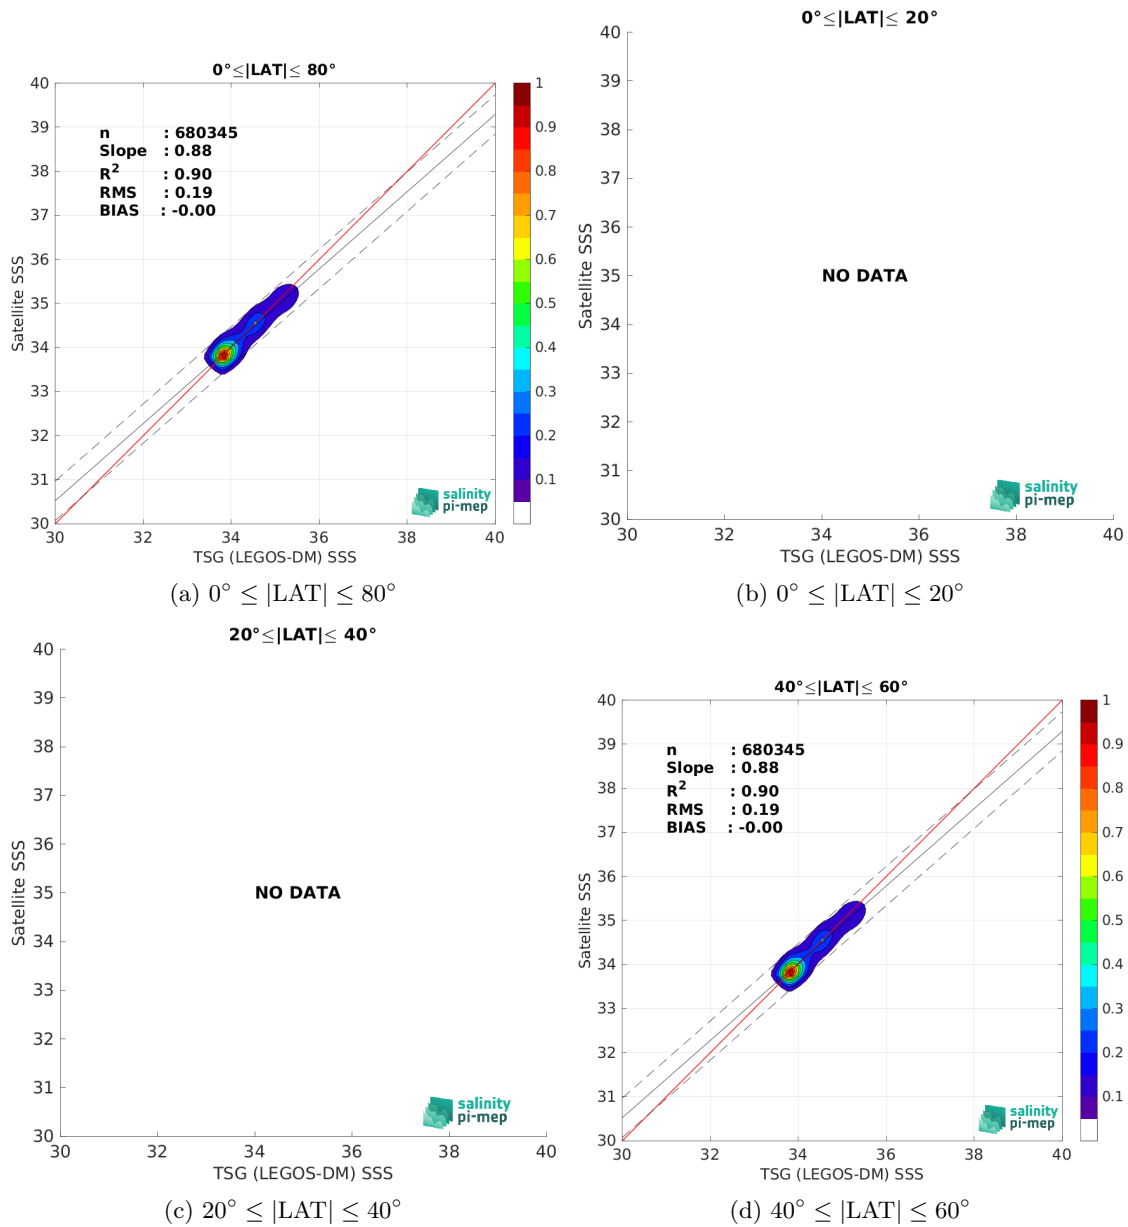 0°≤|LAT|≤ 80°
40
39
38
37
36
35
34
33
32
31
30
Satellite SSS
n : 680345
Slope : 0.88
R² : 0.90
RMS : 0.19
BIAS : -0.00
salinity
pi-mep
30 32 34 36 38 40
TSG (LEGOS-DM) SSS
1
0.9
0.8
0.7
0.6
0.5
0.4
0.3
0.2
0.1
(a) 0° ≤ |LAT| ≤ 80°
0°≤|LAT|≤ 20°
40
39
38
37
36
35
34
33
32
31
30
Satellite SSS
NO DATA
salinity
pi-mep
30 32 34 36 38 40
TSG (LEGOS-DM) SSS
(b) 0° ≤ |LAT| ≤ 20°
20°≤|LAT|≤ 40°
40
39
38
37
36
35
34
33
32
31
30
Satellite SSS
NO DATA
salinity
pi-mep
30 32 34 36 38 40
TSG (LEGOS-DM) SSS
(c) 20° ≤ |LAT| ≤ 40°
40°≤|LAT|≤ 60°
40
39
38
37
36
35
34
33
32
31
30
Satellite SSS
n : 680345
Slope : 0.88
R² : 0.90
RMS : 0.19
BIAS : -0.00
salinity
pi-mep
30 32 34 36 38 40
TSG (LEGOS-DM) SSS
1
0.9
0.8
0.7
0.6
0.5
0.4
0.3
0.2
0.1
(d) 40° ≤ |LAT| ≤ 60°